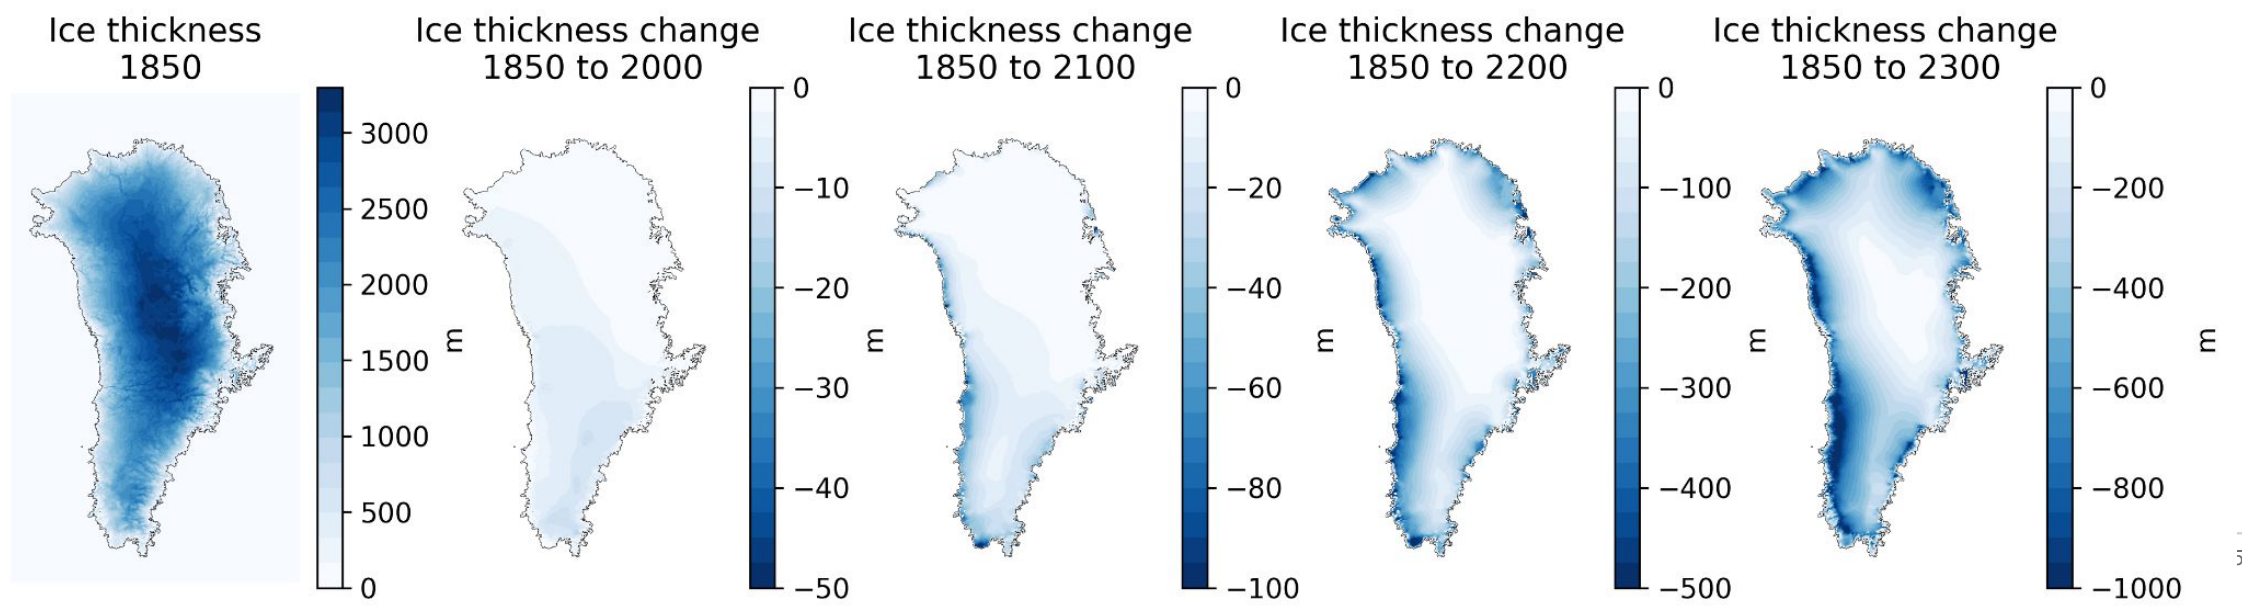 Ice thickness
1850
3000
2500
2000
1500
1000
500
0
m
Ice thickness change
1850 to 2000
0
−10
−20
−30
−40
−50
m
Ice thickness change
1850 to 2100
0
−20
−40
−60
−80
−100
m
Ice thickness change
1850 to 2200
0
−100
−200
−300
−400
−500
m
Ice thickness change
1850 to 2300
0
−200
−400
−600
−800
−1000
m